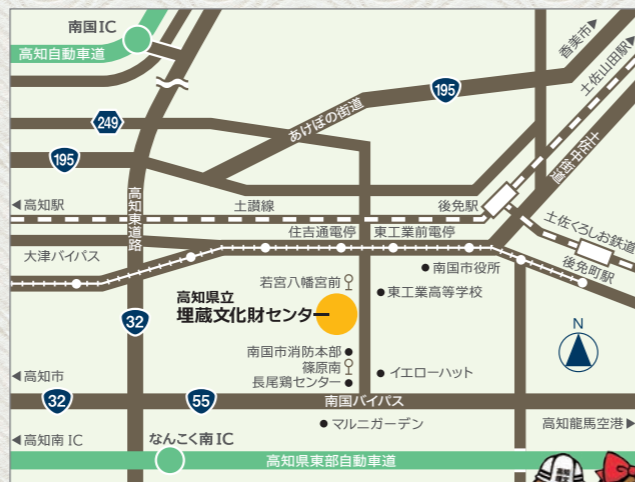 南国IC
高知自動車道
香美市▶
土佐山田駅▶
249
195
あけぼの街道
195
土佐中街道
◀高知駅
高知東道路
土讃線
後免駅
大津バイパス
住吉通電停
東工業前電停
土佐くろしお鉄道
後免町駅
南国市役所
若宮八幡宮前
東工業高等学校
高知県立
埋蔵文化財センター
32
N
南国市消防本部
篠原南
長尾鶏センター
イエローハット
◀高知市
32
55
南国バイパス
マルニガーデン
高知龍馬空港▶
◀高知南IC
なんこく南IC
高知県東部自動車道
高知
埋文